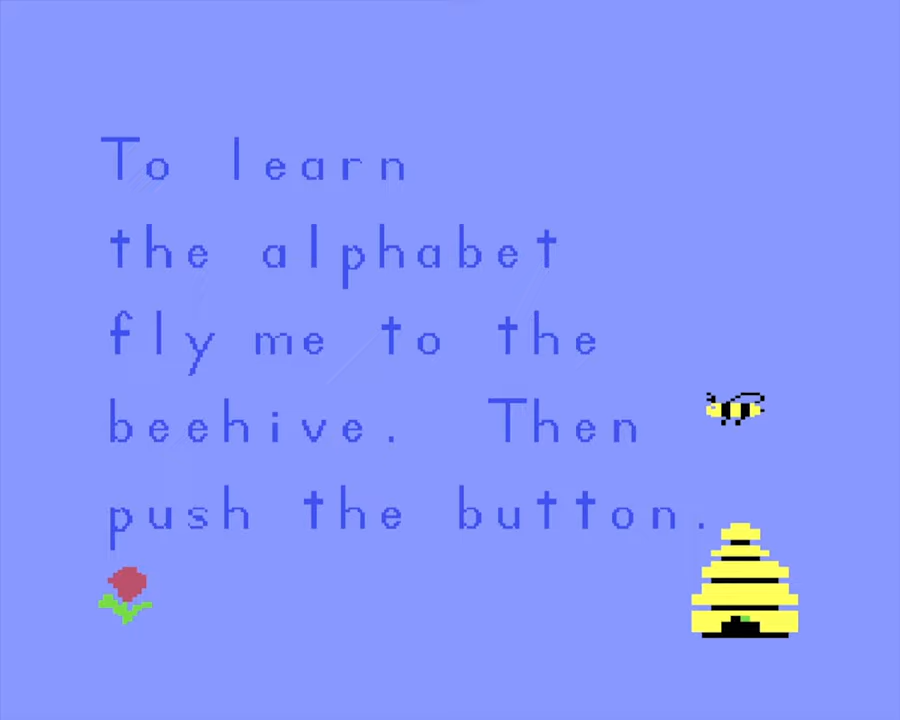 To learn
the alphabet
fly me to the
beehive. Then
push the button.